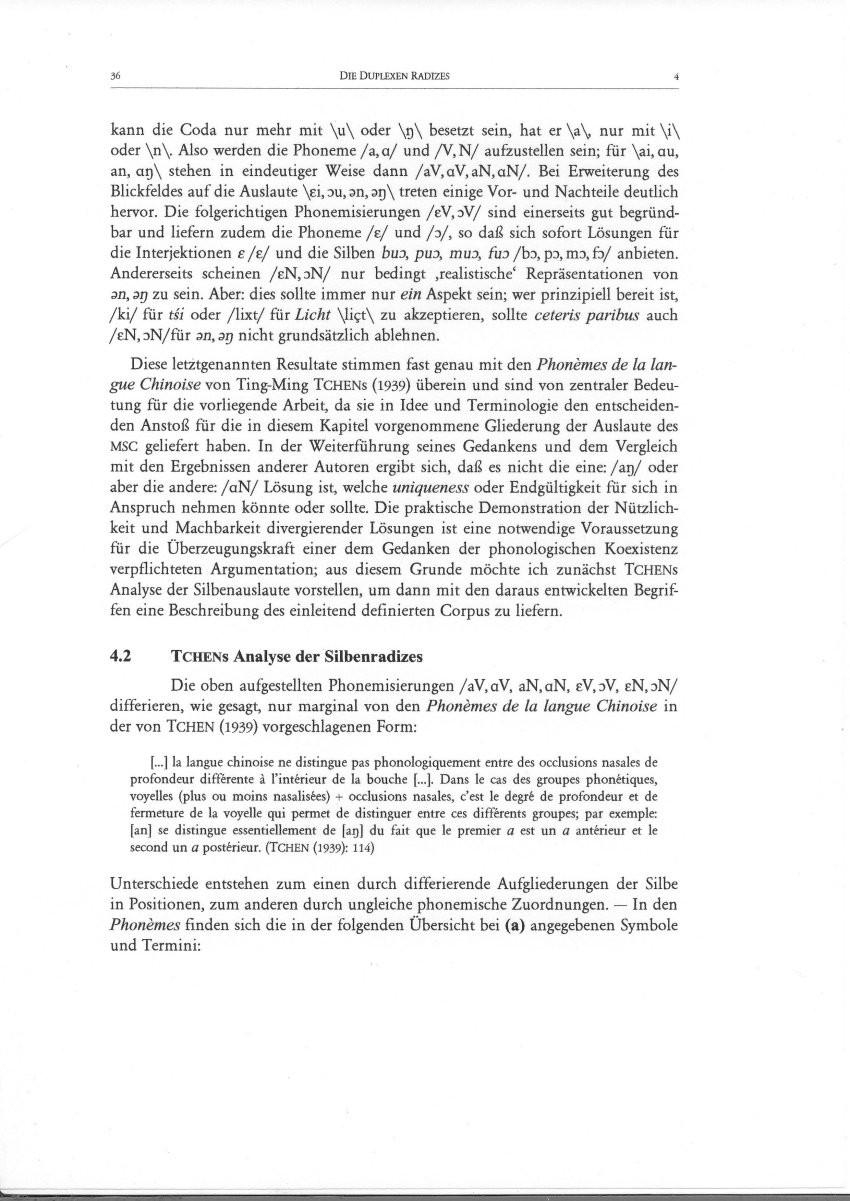 36 DIE DUPLEXEN RADIZES 4
kann die Coda nur mehr mit \u\ oder \ŋ\ besetzt sein, hat er \a\, nur mit \i\
oder \n\. Also werden die Phoneme /a, ɑ/ und /V, N/ aufzustellen sein; für \ai, ɑu,
an, ɑŋ\ stehen in eindeutiger Weise dann /aV, ɑV, aN, ɑN/. Bei Erweiterung des
Blickfeldes auf die Auslaute \ɛi, ɔu, ən, əŋ\ treten einige Vor- und Nachteile deutlich
hervor. Die folgerichtigen Phonemisierungen /ɛV, ɔV/ sind einerseits gut begründ-
bar und liefern zudem die Phoneme /ɛ/ und /ɔ/, so daß sich sofort Lösungen für
die Interjektionen ɛ /ɛ/ und die Silben buɔ, puɔ, muɔ, fuɔ /bɔ, pɔ, mɔ, fɔ/ anbieten.
Andererseits scheinen /ɛN, ɔN/ nur bedingt ‚realistische‘ Repräsentationen von
ən, əŋ zu sein. Aber: dies sollte immer nur ein Aspekt sein; wer prinzipiell bereit ist,
/ki/ für tśi oder /lixt/ für Licht \liçt\ zu akzeptieren, sollte ceteris paribus auch
/ɛN, ɔN/für ən, əŋ nicht grundsätzlich ablehnen.
Diese letztgenannten Resultate stimmen fast genau mit den Phonèmes de la lan-
gue Chinoise von Ting-Ming TCHENs (1939) überein und sind von zentraler Bedeu-
tung für die vorliegende Arbeit, da sie in Idee und Terminologie den entscheiden-
den Anstoß für die in diesem Kapitel vorgenommene Gliederung der Auslaute des
MSC geliefert haben. In der Weiterführung seines Gedankens und dem Vergleich
mit den Ergebnissen anderer Autoren ergibt sich, daß es nicht die eine: /aŋ/ oder
aber die andere: /ɑN/ Lösung ist, welche uniqueness oder Endgültigkeit für sich in
Anspruch nehmen könnte oder sollte. Die praktische Demonstration der Nützlich-
keit und Machbarkeit divergierender Lösungen ist eine notwendige Voraussetzung
für die Überzeugungskraft einer dem Gedanken der phonologischen Koexistenz
verpflichteten Argumentation; aus diesem Grunde möchte ich zunächst TCHENs
Analyse der Silbenauslaute vorstellen, um dann mit den daraus entwickelten Begrif-
fen eine Beschreibung des einleitend definierten Corpus zu liefern.
4.2 TCHENs Analyse der Silbenradizes
Die oben aufgestellten Phonemisierungen /aV, ɑV, aN, ɑN, ɛV, ɔV, ɛN, ɔN/
differieren, wie gesagt, nur marginal von den Phonèmes de la langue Chinoise in
der von TCHEN (1939) vorgeschlagenen Form:
[...] la langue chinoise ne distingue pas phonologiquement entre des occlusions nasales de
profondeur différente à l’intérieur de la bouche [...]. Dans le cas des groupes phonétiques,
voyelles (plus ou moins nasalisées) + occlusions nasales, c’est le degré de profondeur et de
fermeture de la voyelle qui permet de distinguer entre ces différents groupes; par exemple:
[an] se distingue essentiellement de [aŋ] du fait que le premier a est un a antérieur et le
second un a postérieur. (TCHEN (1939): 114)
Unterschiede entstehen zum einen durch differierende Aufgliederungen der Silbe
in Positionen, zum anderen durch ungleiche phonemische Zuordnungen. — In den
Phonèmes finden sich die in der folgenden Übersicht bei (a) angegebenen Symbole
und Termini: